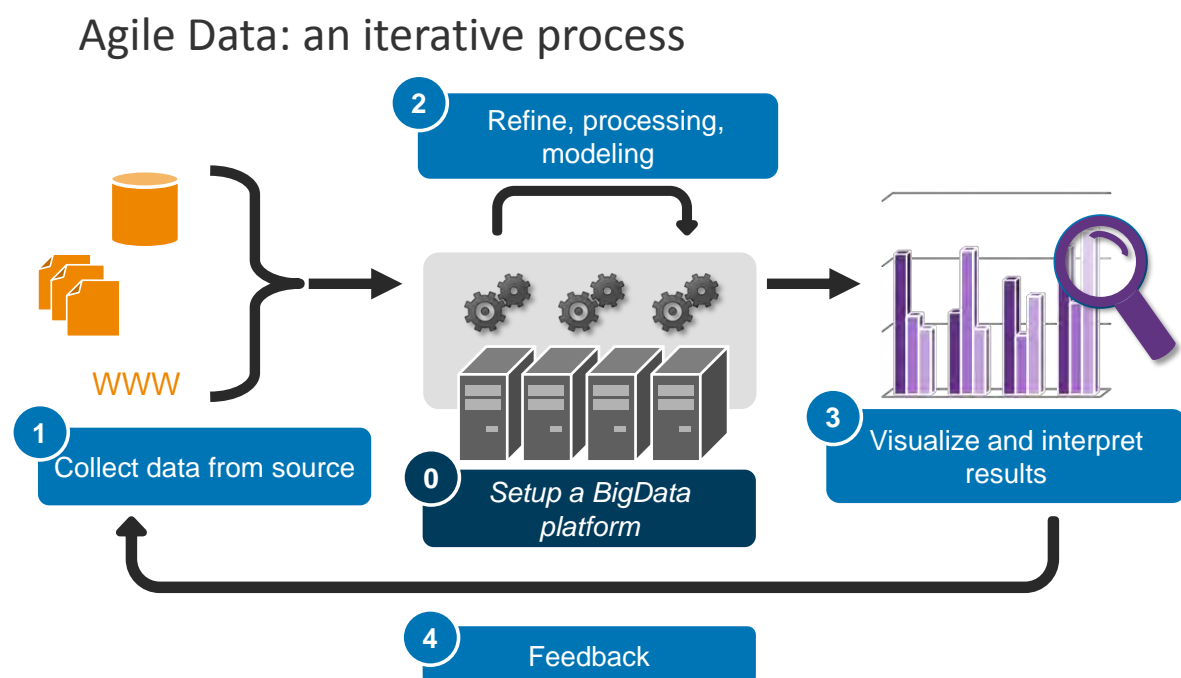 Agile Data: an iterative process
2
Refine, processing,
modeling
WWW
1
Collect data from source
0
Setup a BigData
platform
3
Visualize and interpret
results
4
Feedback